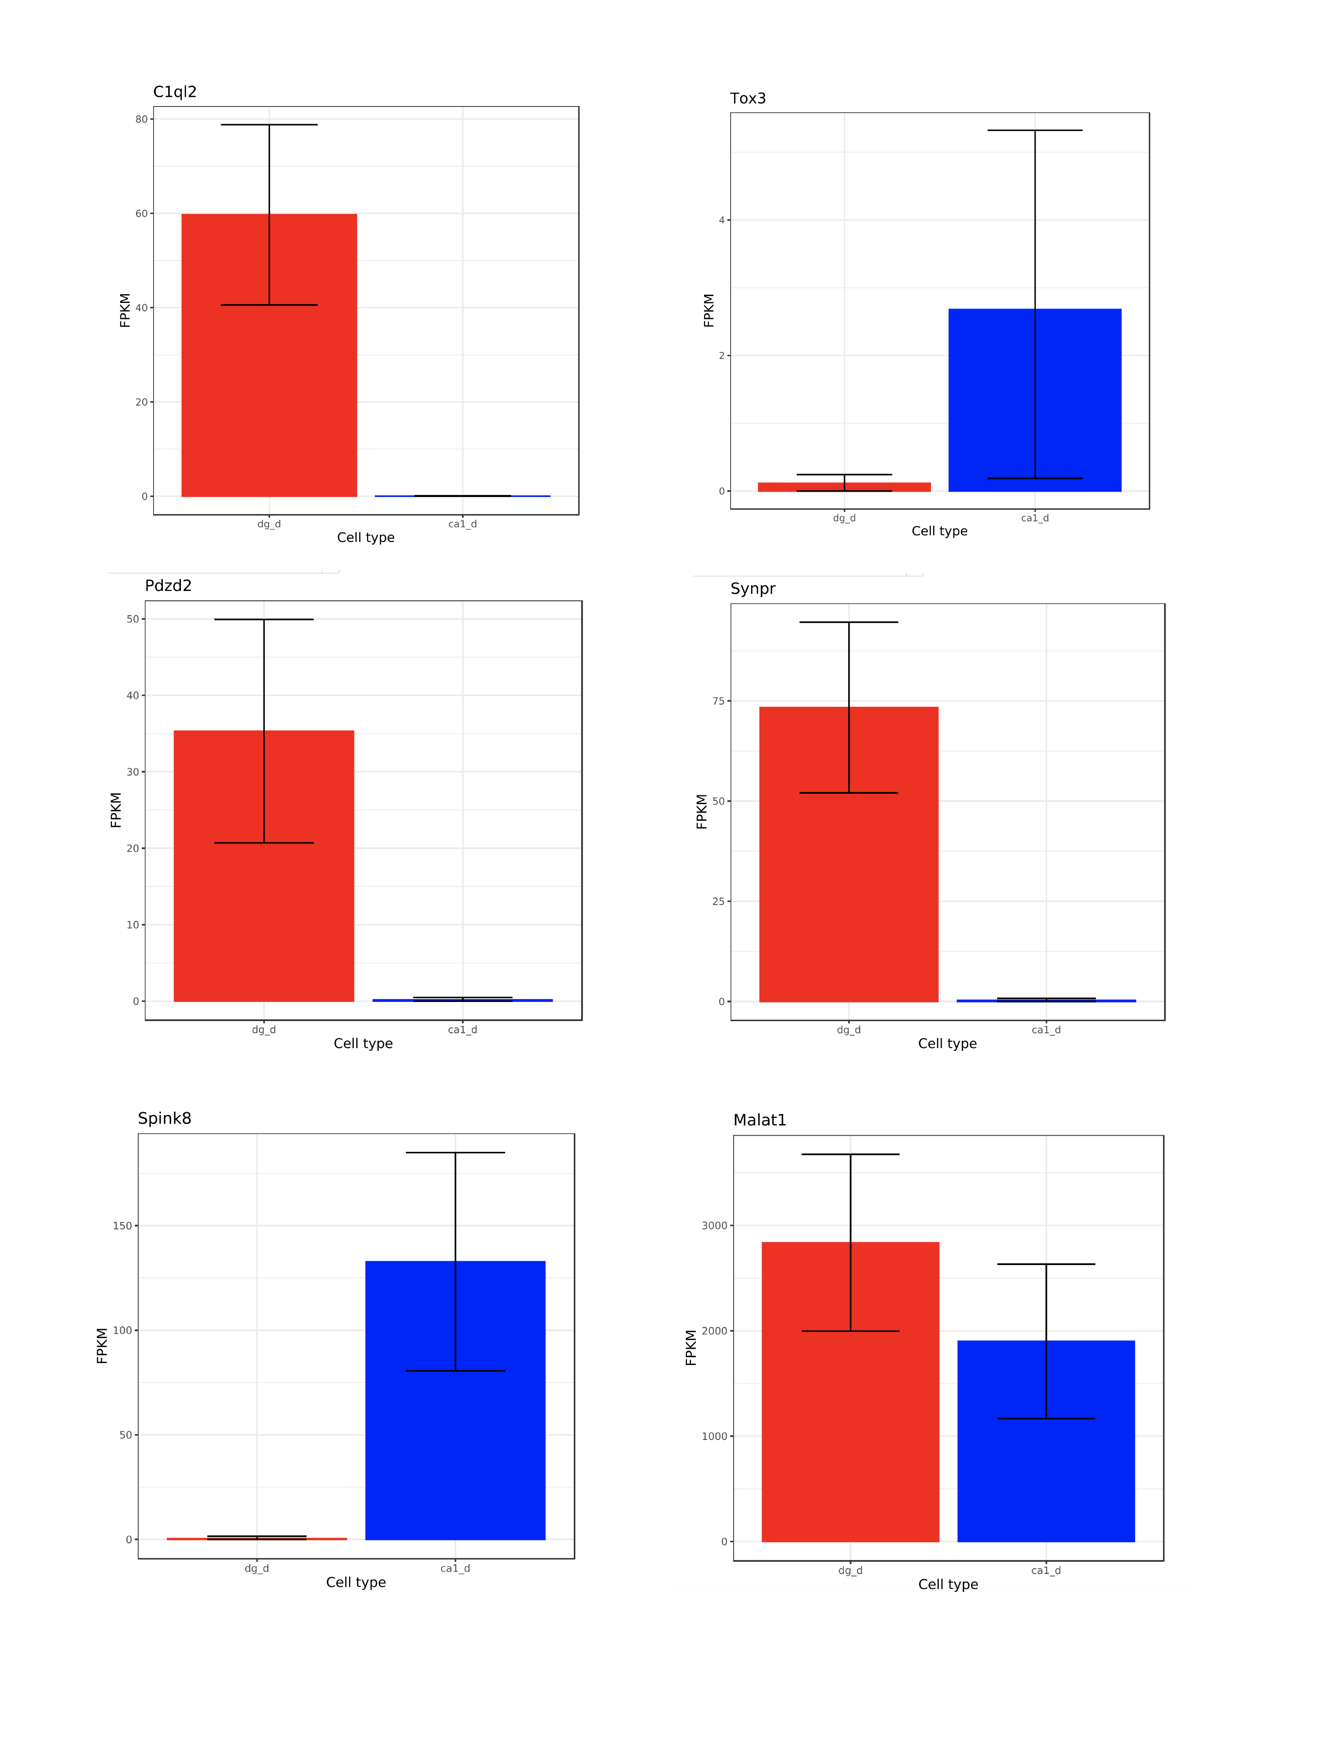 C1ql2
80
60
40
20
0
FPKM
dg_d ca1_d
Cell type
Tox3
4
2
0
FPKM
dg_d ca1_d
Cell type
Pdzd2
50
40
30
20
10
0
FPKM
dg_d ca1_d
Cell type
Synpr
75
50
25
0
FPKM
dg_d ca1_d
Cell type
Spink8
150
100
50
0
FPKM
dg_d ca1_d
Cell type
Malat1
3000
2000
1000
0
FPKM
dg_d ca1_d
Cell type